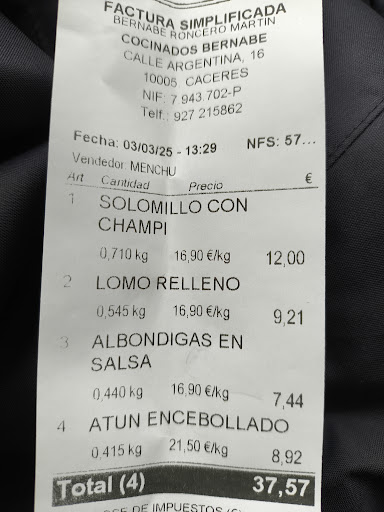 FACTURA SIMPLIFICADA
BERNABE RONCERO MARTIN
COCINADOS BERNABE
CALLE ARGENTINA, 16
10005 CACERES
NIF: 7.943.702-P
Telf.: 927 215862
Fecha: 03/03/25 - 13:29 NFS: 57...
Vendedor: MENCHU
Art Cantidad Precio €
1 SOLOMILLO CON
CHAMPI
0,710 kg 16,90 €/kg 12,00
2 LOMO RELLENO
0,545 kg 16,90 €/kg 9,21
3 ALBONDIGAS EN
SALSA
0,440 kg 16,90 €/kg 7,44
4 ATUN ENCEBOLLADO
0,415 kg 21,50 €/kg 8,92
Total (4) 37,57
DE IMPUESTOS